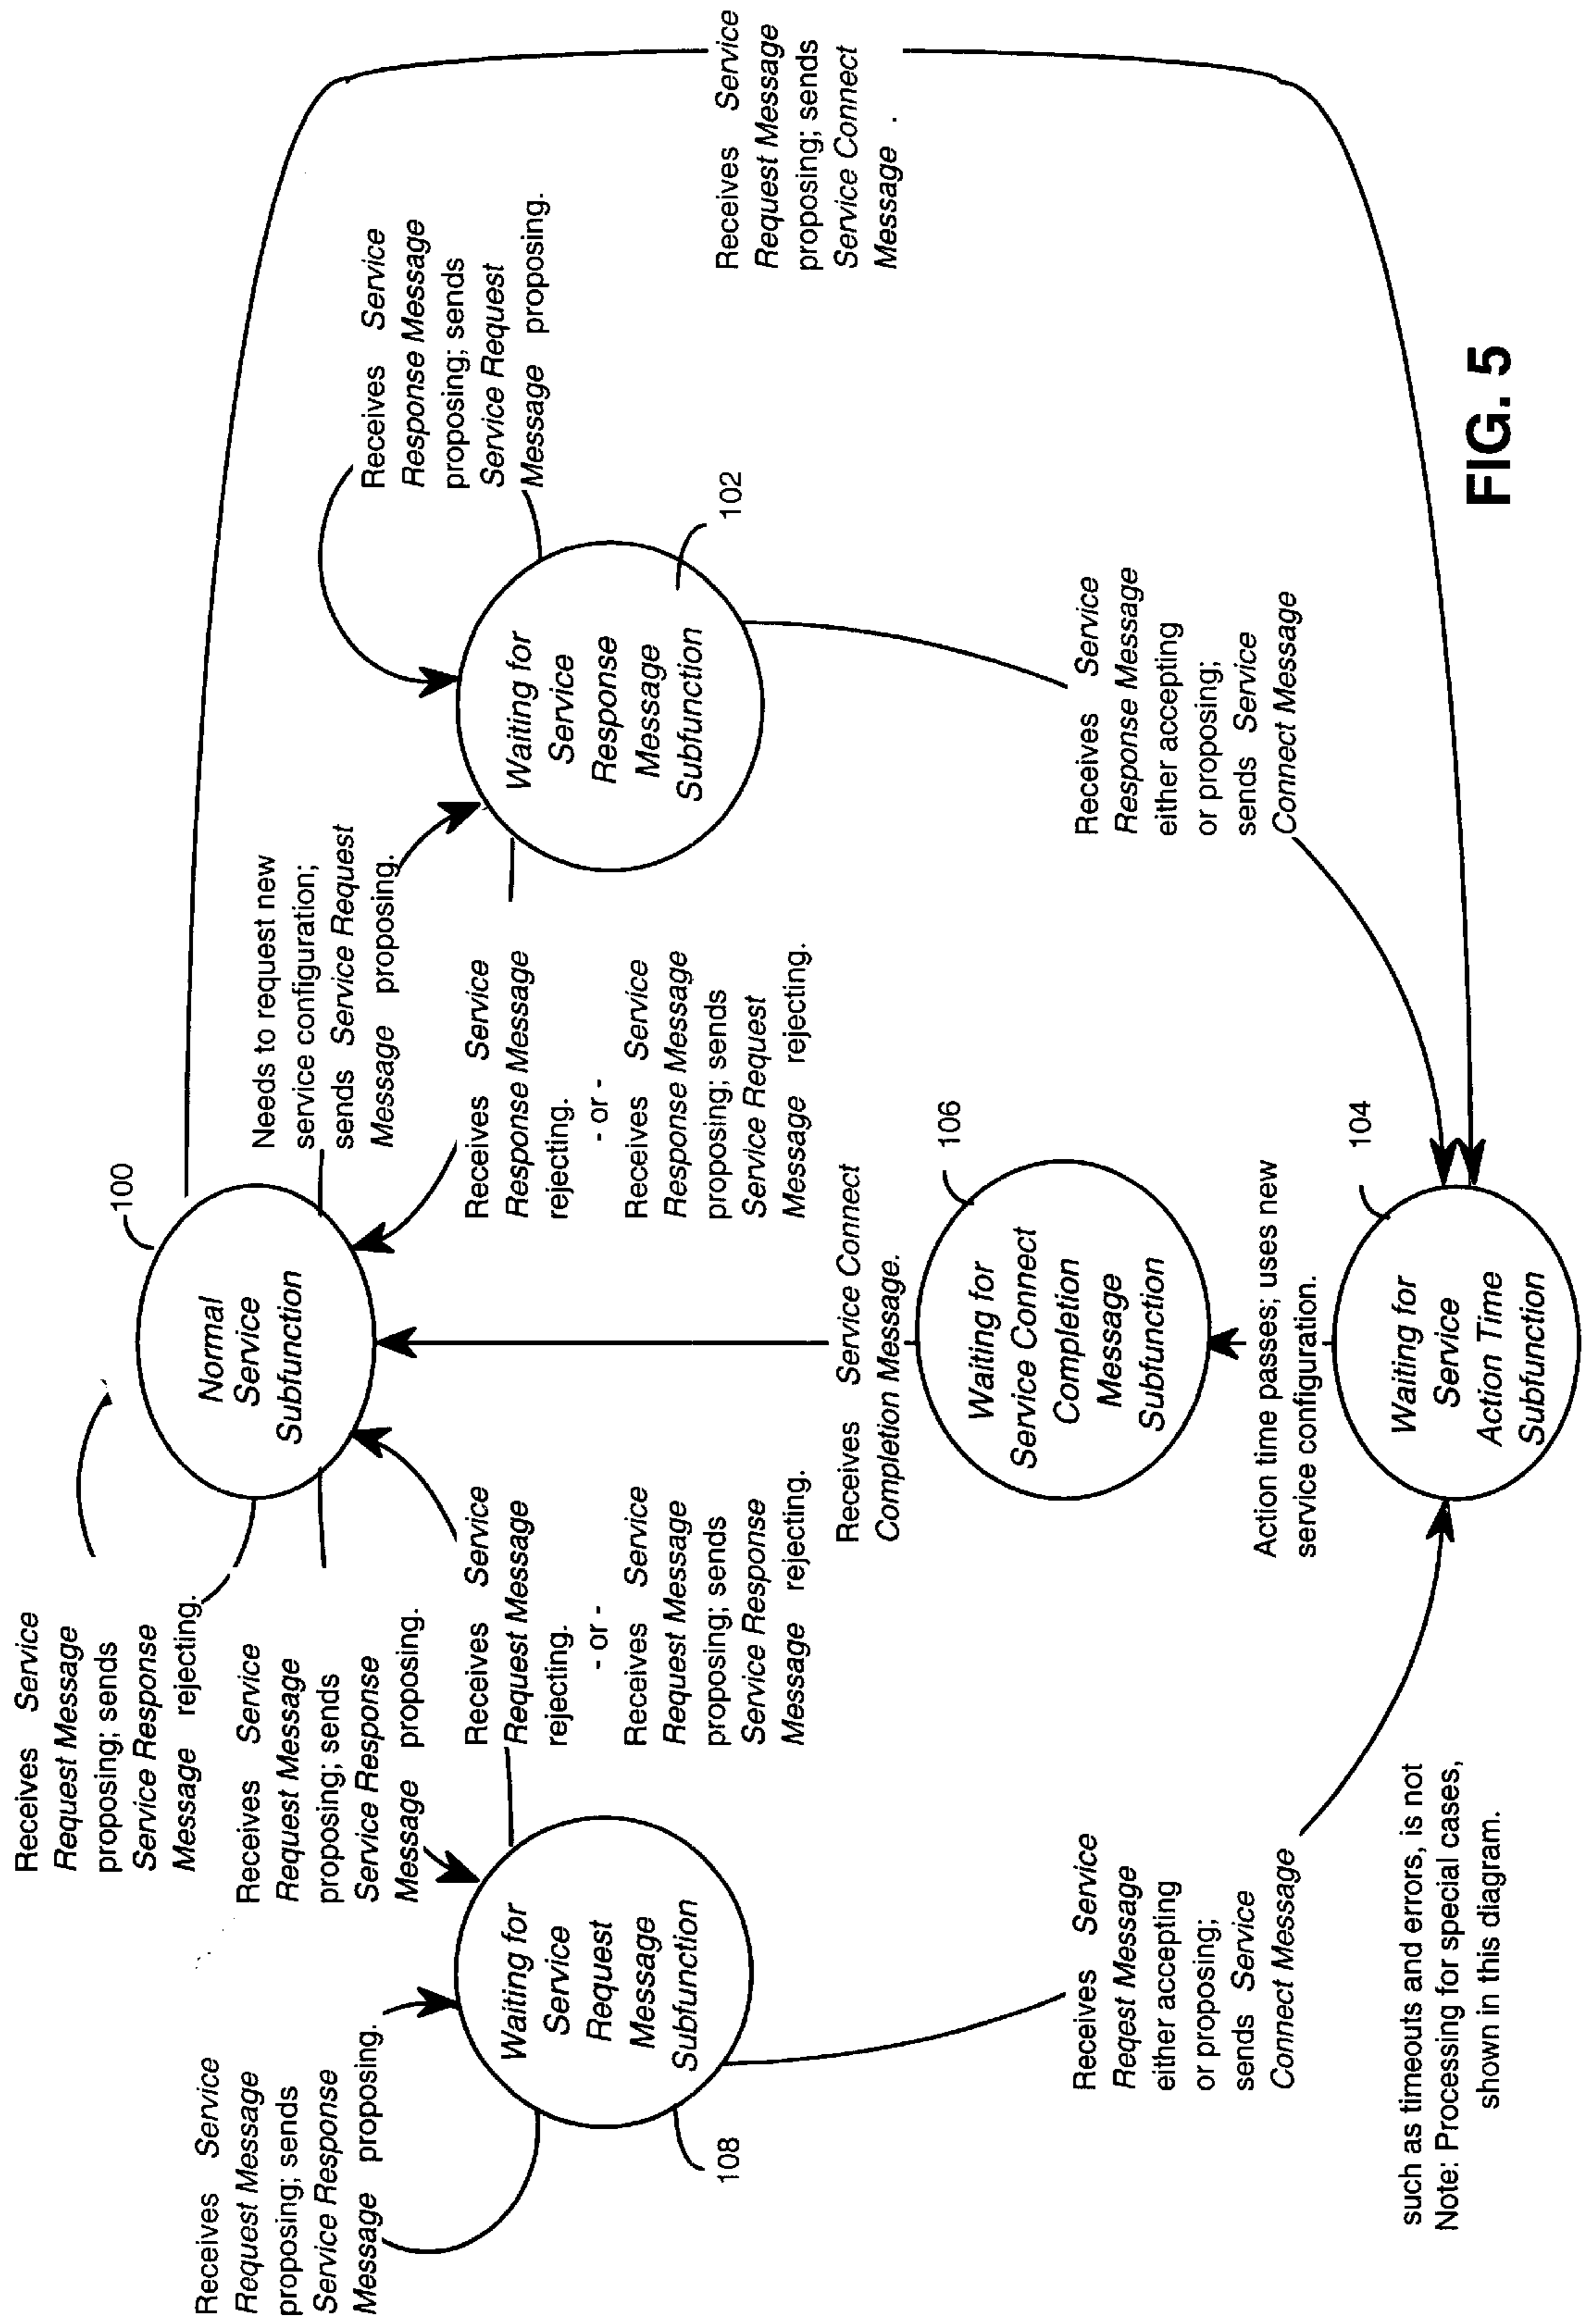 Receives Service
Request Message
proposing; sends
Service Response
Message rejecting.
100
Normal
Service
Subfunction
Receives Service
Request Message
proposing; sends
Service Response
Message proposing.
Receives Service
Request Message
proposing; sends
Service Response
Message proposing.
Needs to request new
service configuration;
sends Service Request
Message proposing.
Receives Service
Response Message
proposing; sends
Service Request
Message proposing.
Waiting for
Service
Request
Message
Subfunction
108
Receives Service
Request Message
rejecting.
- or -
Receives Service
Request Message
proposing; sends
Service Response
Message rejecting.
Receives Service
Response Message
rejecting.
- or -
Receives Service
Response Message
proposing; sends
Service Request
Message rejecting.
Waiting for
Service
Response
Message
Subfunction
102
Receives Service
Request Message
proposing; sends
Service Connect
Message .
Receives Service Connect
Completion Message.
106
Waiting for
Service Connect
Completion
Message
Subfunction
Receives Service
Reqest Message
either accepting
or proposing;
sends Service
Connect Message
Receives Service
Response Message
either accepting
or proposing;
sends Service
Connect Message
Action time passes; uses new
service configuration.
104
Waiting for
Service
Action Time
Subfunction
such as timeouts and errors, is not
Note: Processing for special cases,
shown in this diagram.
FIG. 5